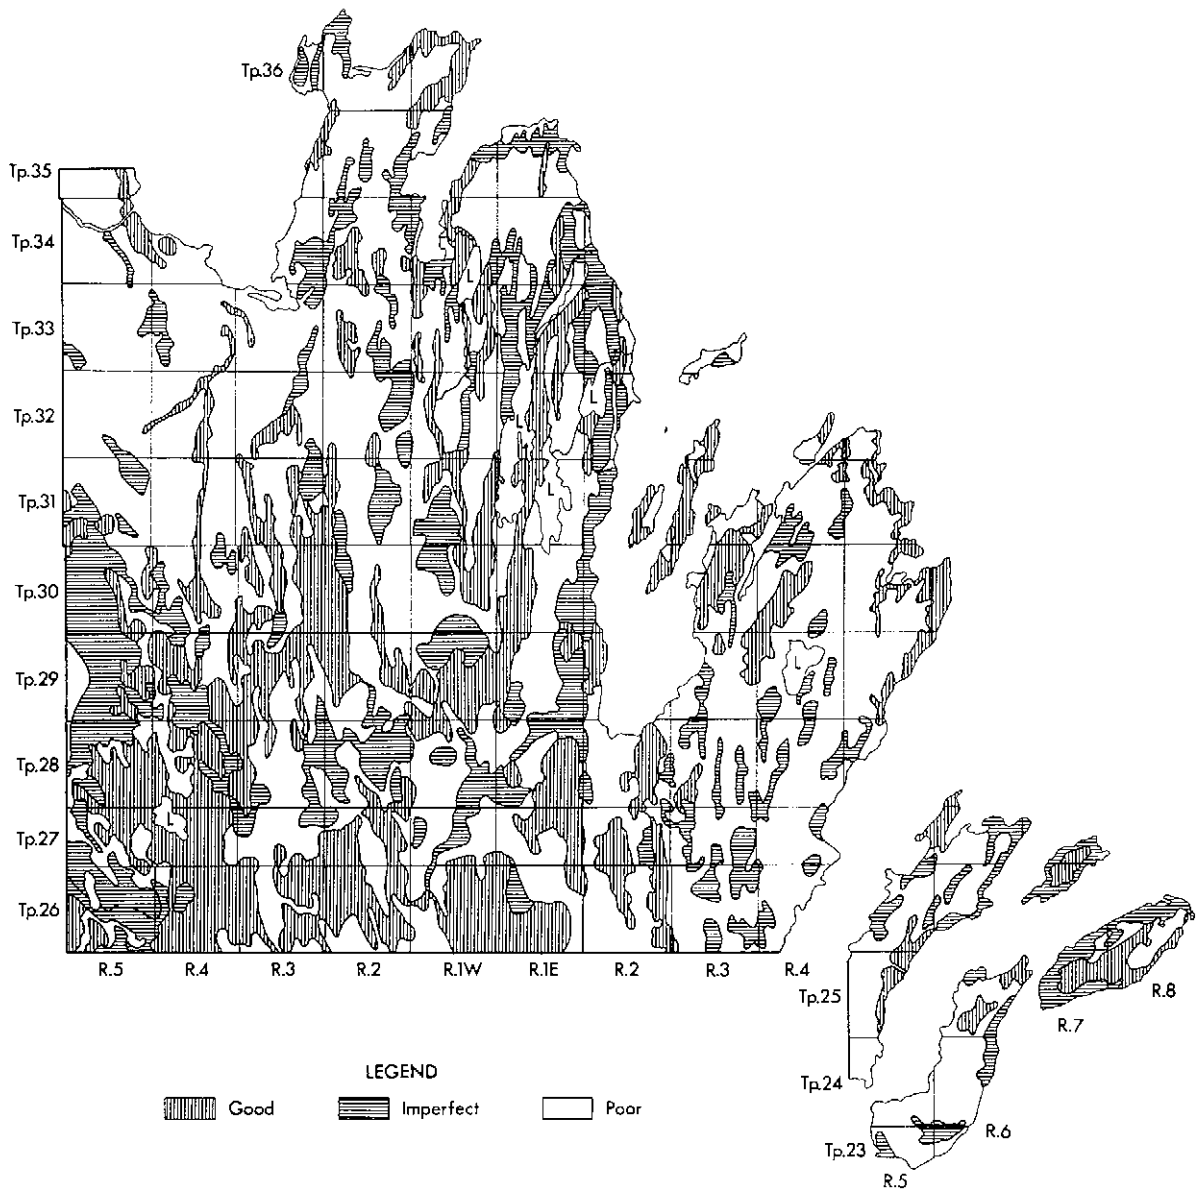 Tp.36
Tp.35
Tp.34
L
Tp.33
L
Tp.32
L
L
Tp.31
Tp.30
Tp.29
L
Tp.28
Tp.27
L
Tp.26
R.5 R.4 R.3 R.2 R.1W R.1E R.2 R.3 R.4
Tp.25
R.8
R.7
LEGEND
Tp.24
Good Imperfect Poor
R.6
Tp.23
R.5